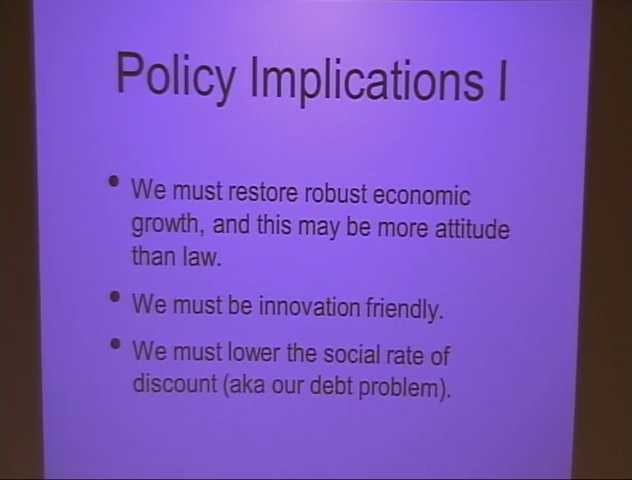 Policy Implications I
• We must restore robust economic
growth, and this may be more attitude
than law.
• We must be innovation friendly.
• We must lower the social rate of
discount (aka our debt problem).